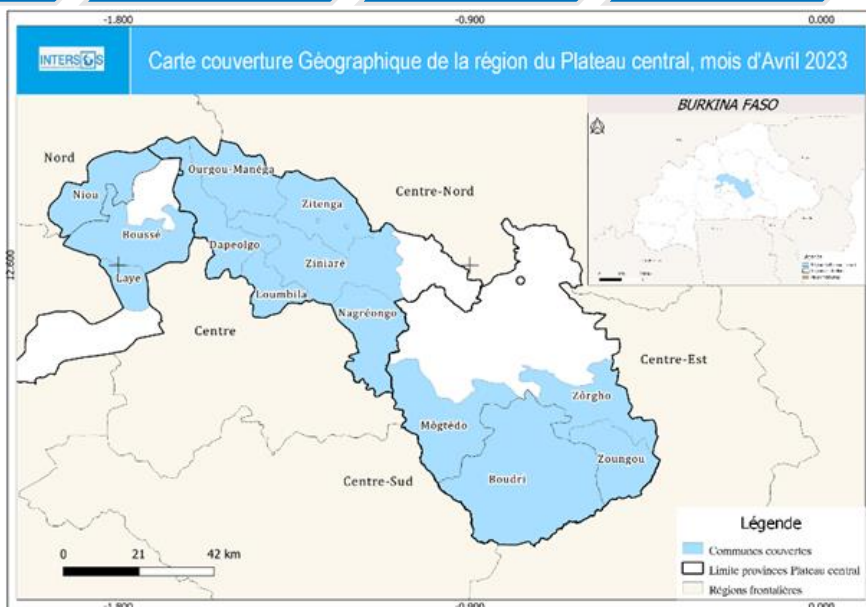 -1.800 -0.900 0.000
INTERSOS
Carte couverture Géographique de la région du Plateau central, mois d'Avril 2023
BURKINA FASO
Nord
Ourgou-Manéga
Centre-Nord
Niou
Zitenga
Boussé
Dapeolgo
Ziniaré
12.600
Laye
Loumbila
Nagréongo
Centre
Centre-Est
Zôrgho
Môgtédo
Zoungou
Centre-Sud
Boudri
Légende
Communes couvertes
Limite provinces Plateau central
Régions frontalières
0 21 42 km
-1.800 -0.900 0.000